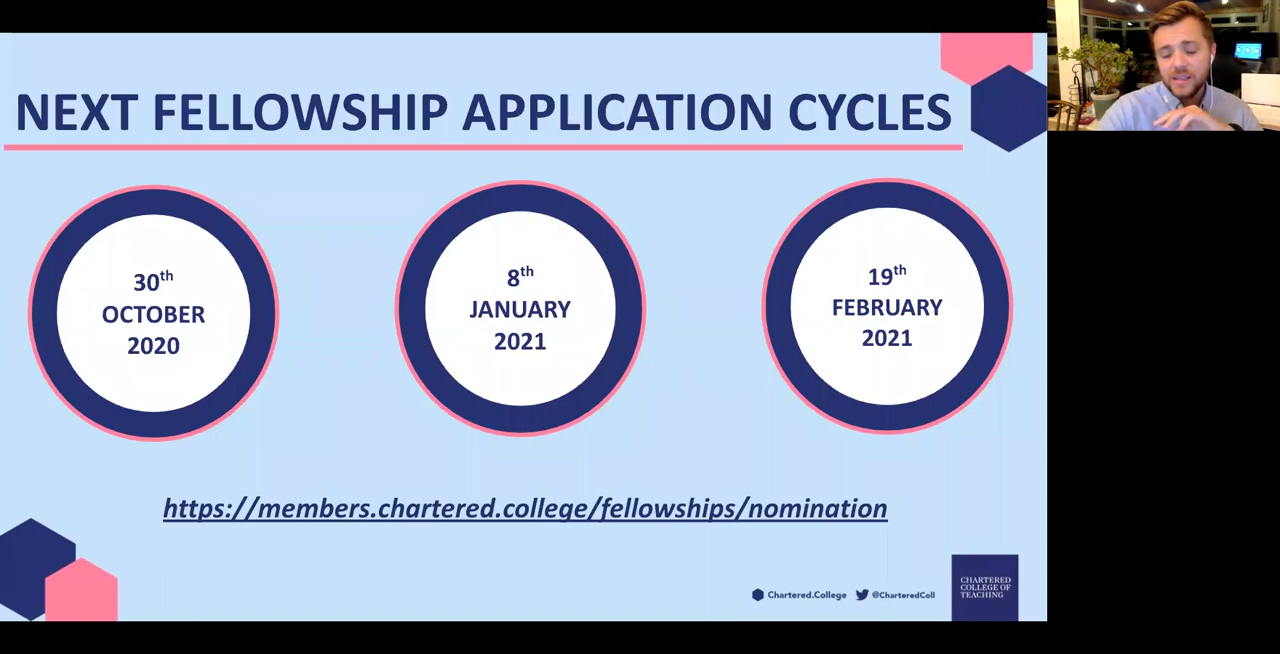 NEXT FELLOWSHIP APPLICATION CYCLES
30th
OCTOBER
2020
8th
JANUARY
2021
19th
FEBRUARY
2021
https://members.chartered.college/fellowships/nomination
Chartered.College @CharteredColl
CHARTERED
COLLEGE OF
TEACHING